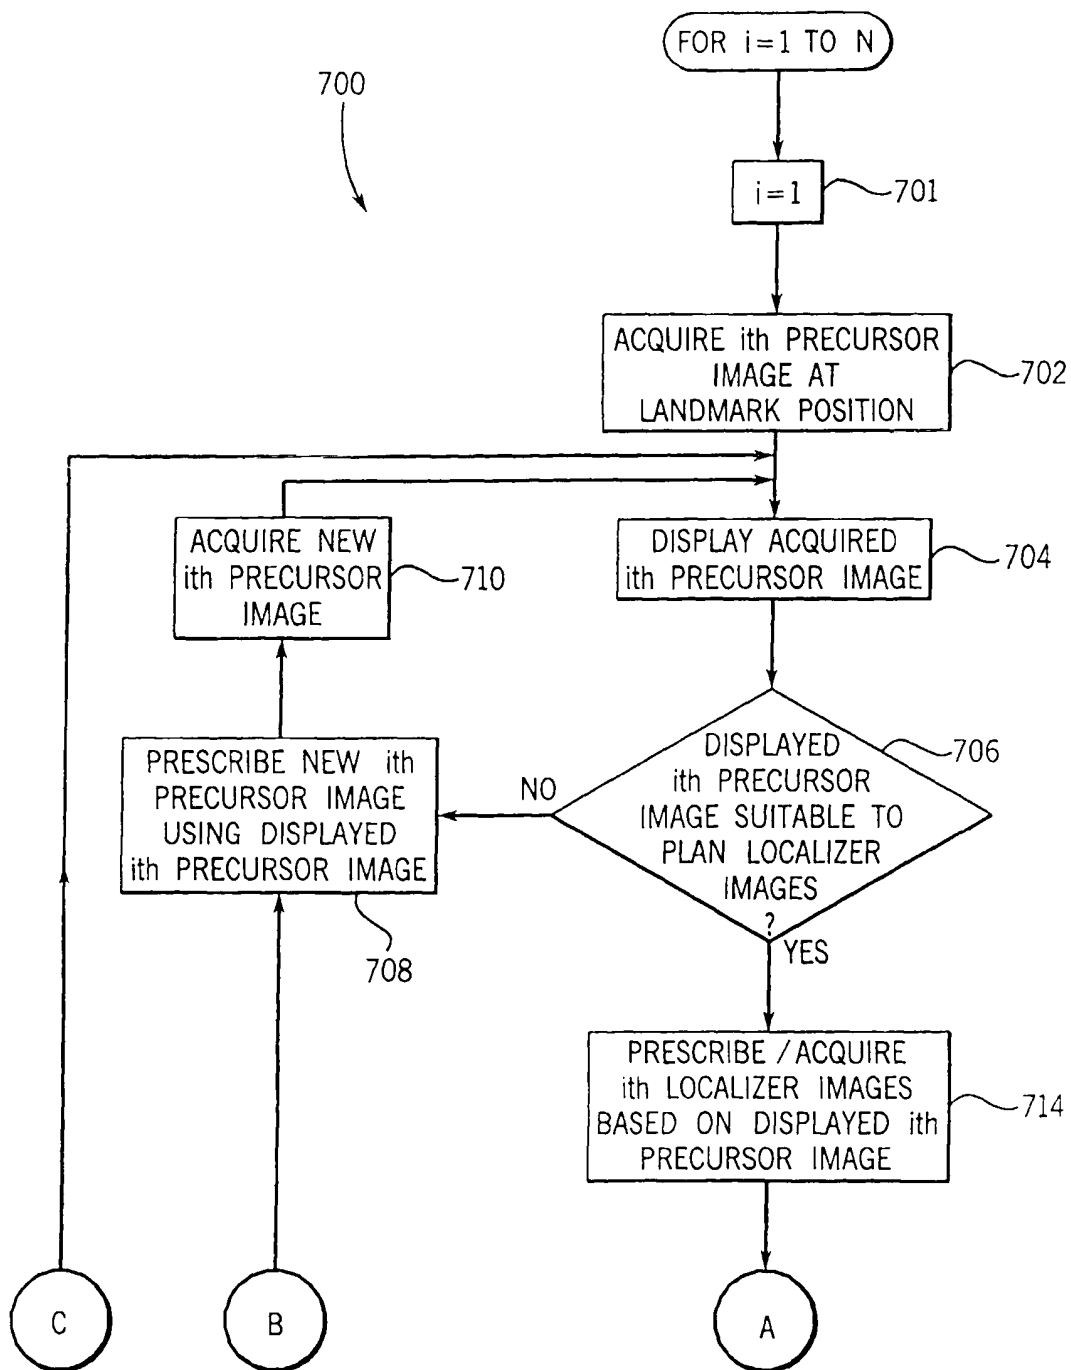 FOR i=1 TO N
700
i=1
701
ACQUIRE ith PRECURSOR
IMAGE AT
LANDMARK POSITION
702
ACQUIRE NEW
ith PRECURSOR
IMAGE
710
DISPLAY ACQUIRED
ith PRECURSOR IMAGE
704
PRESCRIBE NEW ith
PRECURSOR IMAGE
USING DISPLAYED
ith PRECURSOR IMAGE
708
NO
DISPLAYED
ith PRECURSOR
IMAGE SUITABLE TO
PLAN LOCALIZER
IMAGES
?
706
YES
PRESCRIBE / ACQUIRE
ith LOCALIZER IMAGES
BASED ON DISPLAYED ith
PRECURSOR IMAGE
714
C
B
A